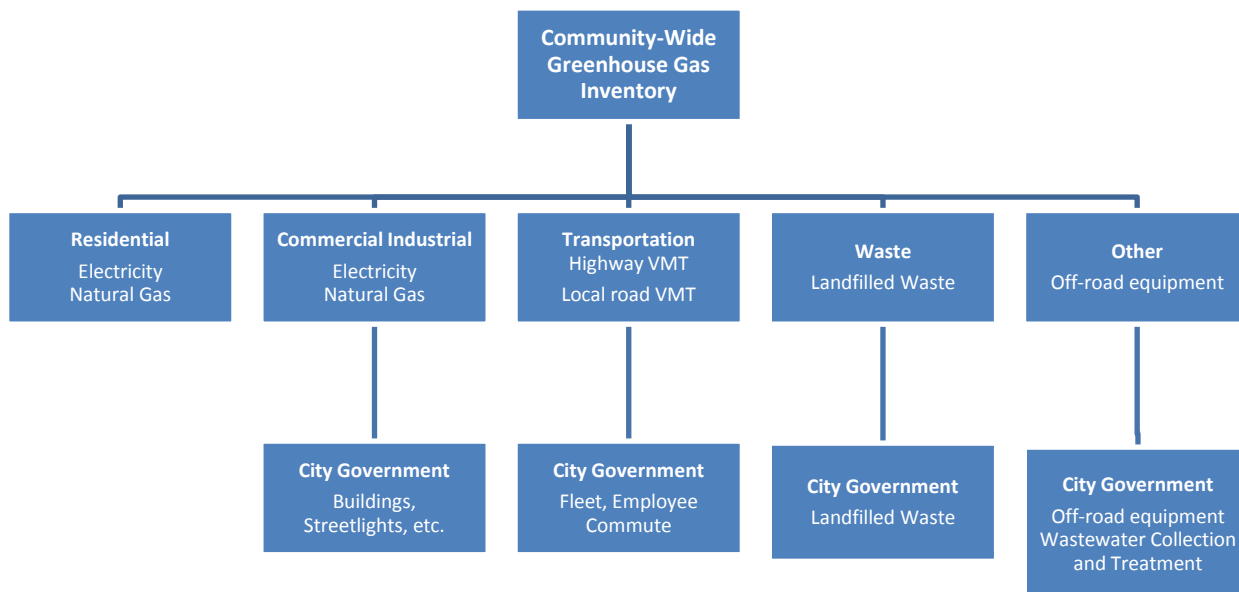 Community-Wide
Greenhouse Gas
Inventory
Residential
Electricity
Natural Gas
Commercial Industrial
Electricity
Natural Gas
Transportation
Highway VMT
Local road VMT
Waste
Landfilled Waste
Other
Off-road equipment
City Government
Buildings,
Streetlights, etc.
City Government
Fleet, Employee
Commute
City Government
Landfilled Waste
City Government
Off-road equipment
Wastewater Collection
and Treatment